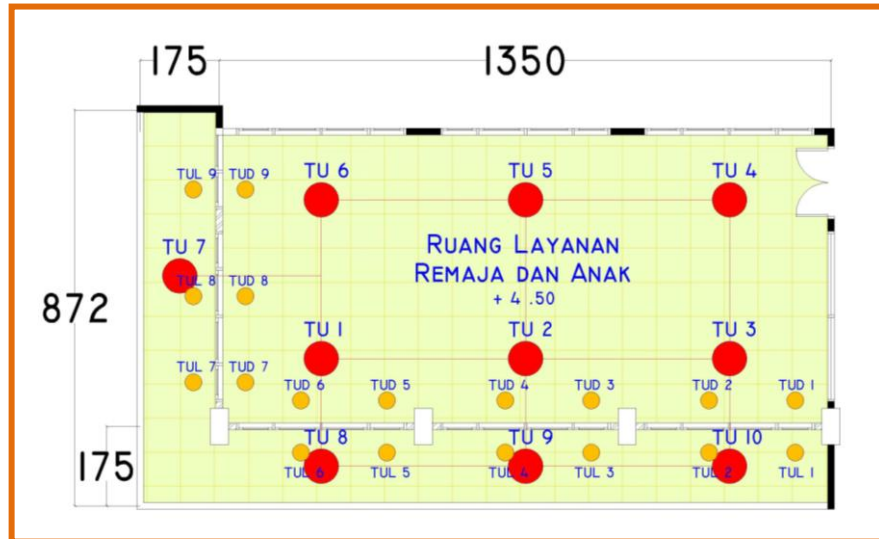 175
1350
TUL 9
TUD 9
TU 6
TU 5
TU 4
TU 7
RUANG LAYANAN
REMAJA DAN ANAK
+ 4 .50
TUL 8
TUD 8
872
TU 1
TU 2
TU 3
TUL 7
TUD 7
TUD 6
TUD 5
TUD 4
TUD 3
TUD 2
TUD 1
TU 8
TU 9
TU 10
175
TUL 6
TUL 5
TUL 4
TUL 3
TUL 2
TUL 1